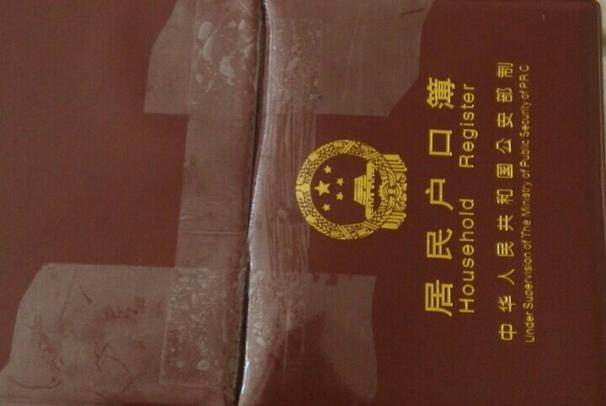 居民户口簿
Household Register
中华人民共和国公安部制
Under Supervision of The Ministry of Public Security of P.R.C